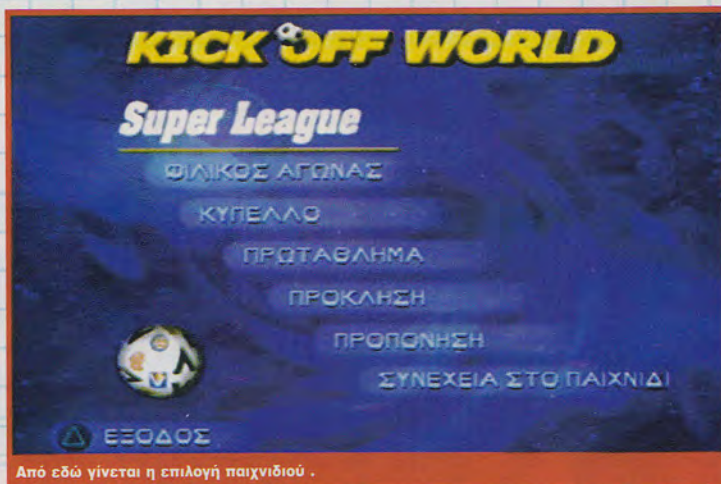 KICK OFF WORLD
Super League
ΦΙΛΙΚΟΣ ΑΓΩΝΑΣ
ΚΥΠΕΛΛΟ
ΠΡΩΤΑΘΛΗΜΑ
ΠΡΟΚΛΗΣΗ
ΠΡΟΠΟΝΗΣΗ
ΣΥΝΕΧΕΙΑ ΣΤΟ ΠΑΙΧΝΙΔΙ
ΕΞΟΔΟΣ
Από εδώ γίνεται η επιλογή παιχνιδιού .